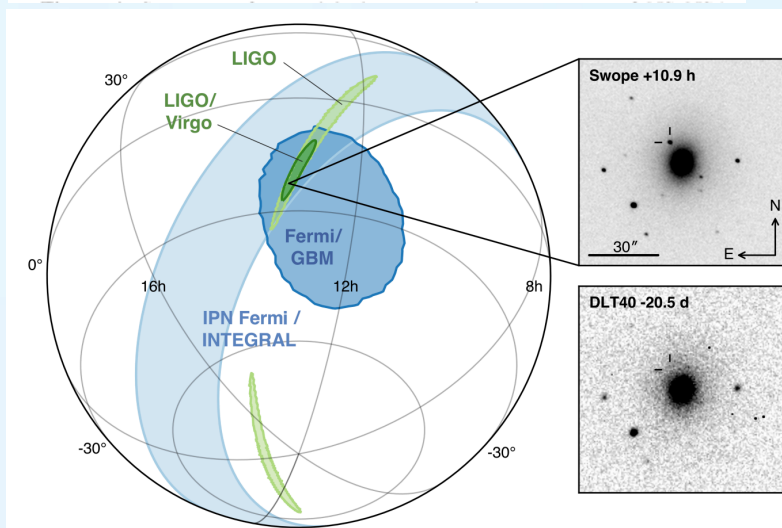 LIGO
LIGO/
Virgo
30°
0°
16h
12h
8h
Fermi/
GBM
IPN Fermi /
INTEGRAL
-30°
-30°
Swope +10.9 h
N
E
30″
DLT40 -20.5 d